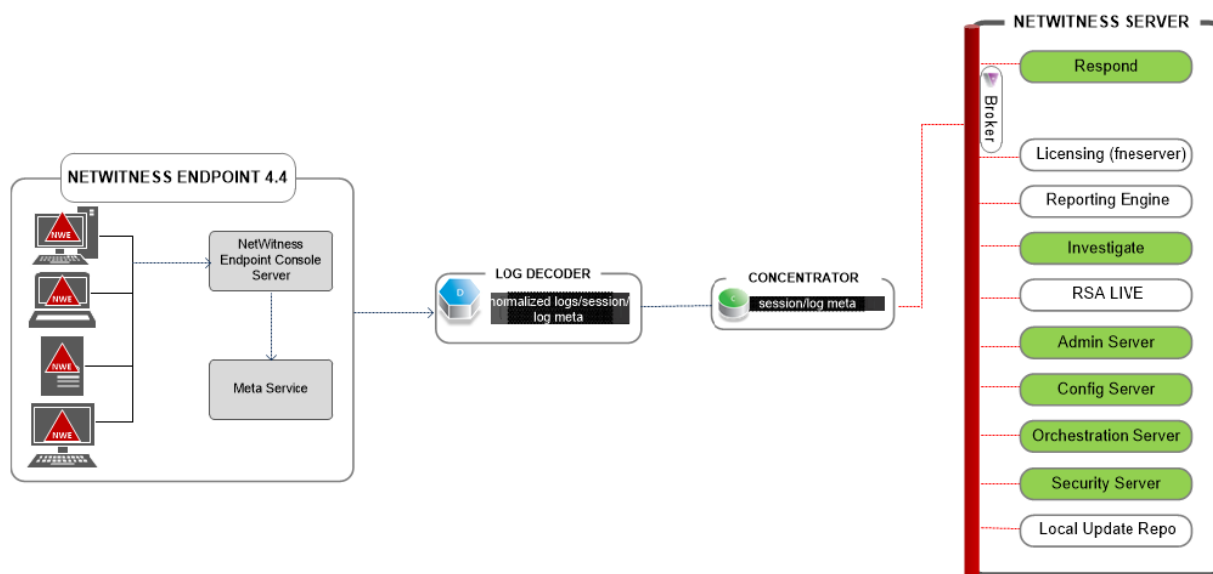 NETWITNESS SERVER
Respond
Broker
Licensing (fneserver)
Reporting Engine
Investigate
RSA LIVE
Admin Server
Config Server
Orchestration Server
Security Server
Local Update Repo
NETWITNESS ENDPOINT 4.4
NWE
NWE
NWE
NWE
NetWitness
Endpoint Console
Server
Meta Service
LOG DECODER
D
normalized logs/session/
log meta
CONCENTRATOR
C
session/log meta